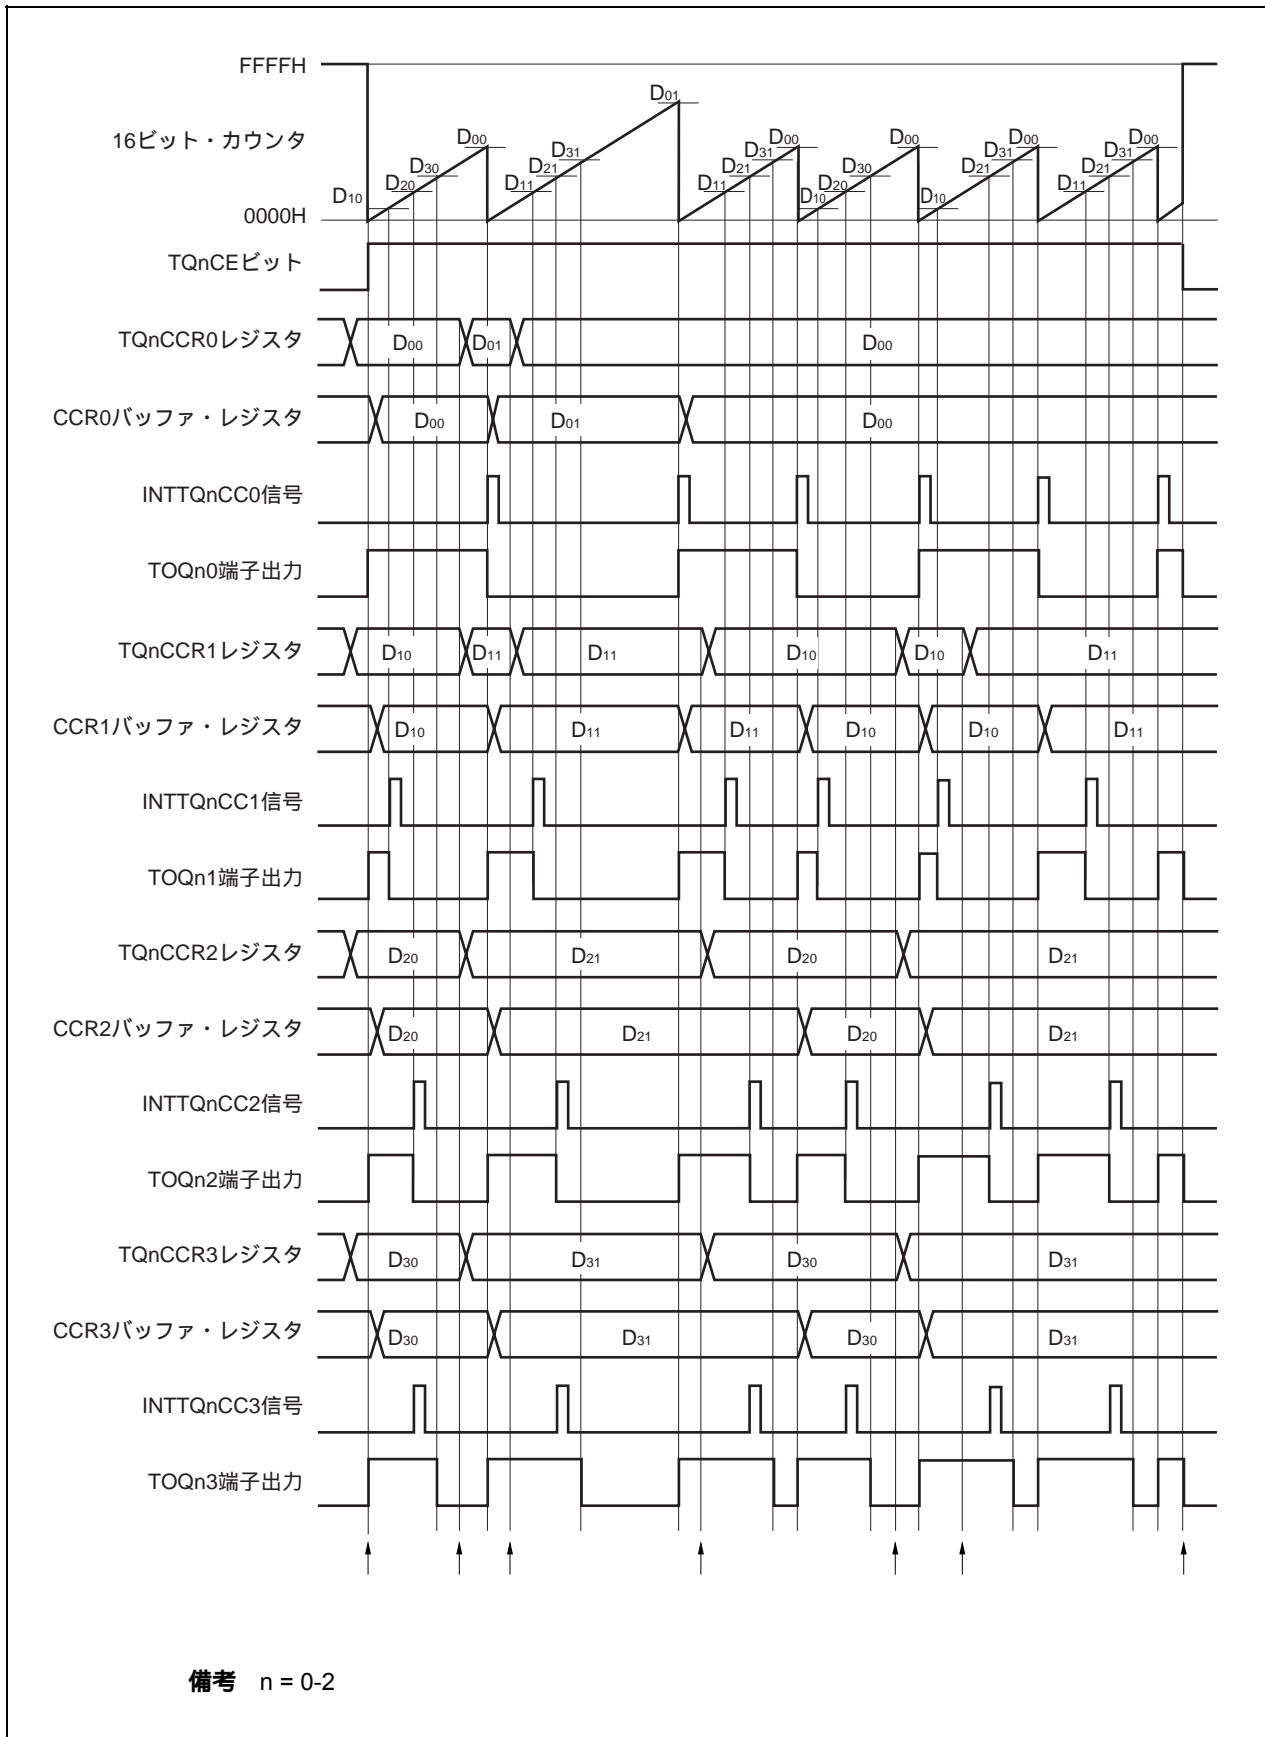 FFFFH
D01
16ビット・カウンタ
D00 D00 D00 D00 D00
D30 D31 D31 D30 D31 D31
D20 D21 D21 D20 D21 D21
D10 D11 D11 D10 D10 D11
0000H
TQnCEビット
TQnCCR0レジスタ D00 D01 D00
CCR0バッファ・レジスタ D00 D01 D00
INTTQnCC0信号
TOQn0端子出力
TQnCCR1レジスタ D10 D11 D11 D10 D10 D11
CCR1バッファ・レジスタ D10 D11 D11 D10 D10 D11
INTTQnCC1信号
TOQn1端子出力
TQnCCR2レジスタ D20 D21 D20 D21
CCR2バッファ・レジスタ D20 D21 D20 D21
INTTQnCC2信号
TOQn2端子出力
TQnCCR3レジスタ D30 D31 D30 D31
CCR3バッファ・レジスタ D30 D31 D30 D31
INTTQnCC3信号
TOQn3端子出力
備考 n = 0-2